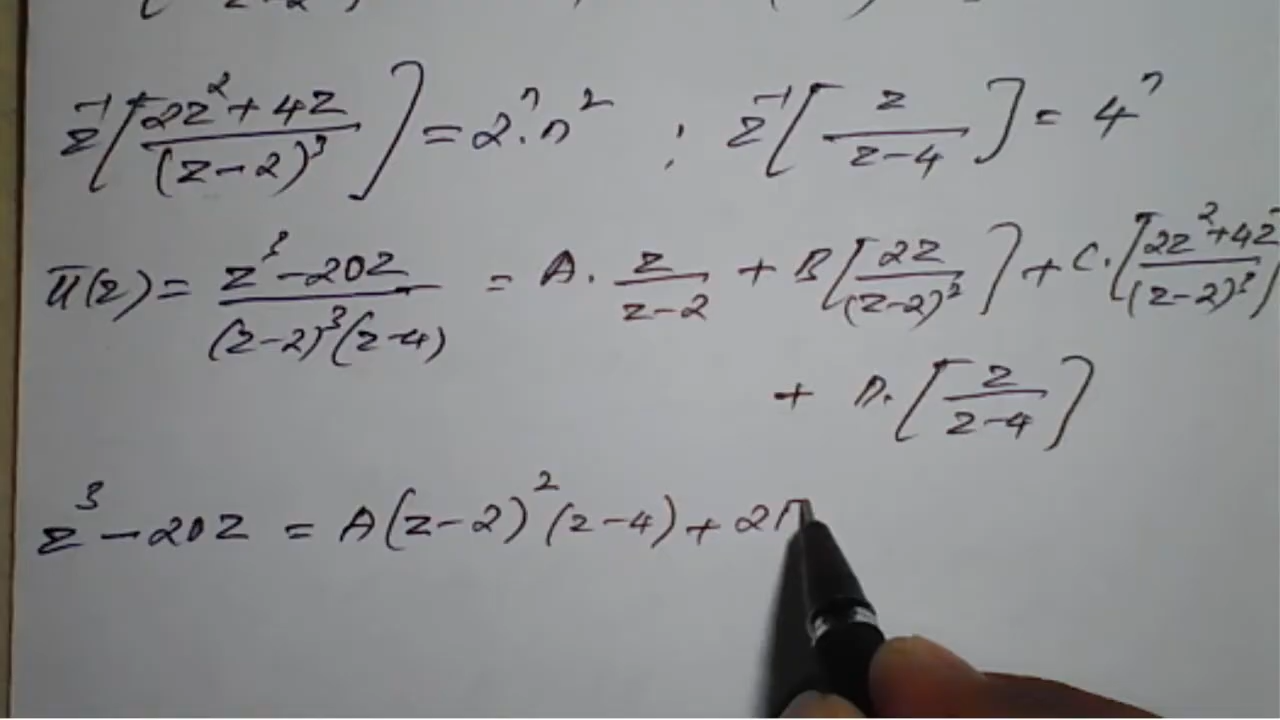 z⁻¹[(2z²+4z)/(z-2)³] = 2ⁿ.n² ; z⁻¹[z/(z-4)] = 4ⁿ
ū(z) = (z³-20z)/((z-2)³(z-4)) = A. z/(z-2) + B[2z/(z-2)²] + C.[(2z²+4z)/(z-2)³]
+ D.[z/(z-4)]
z³-20z = A(z-2)²(z-4) + 2